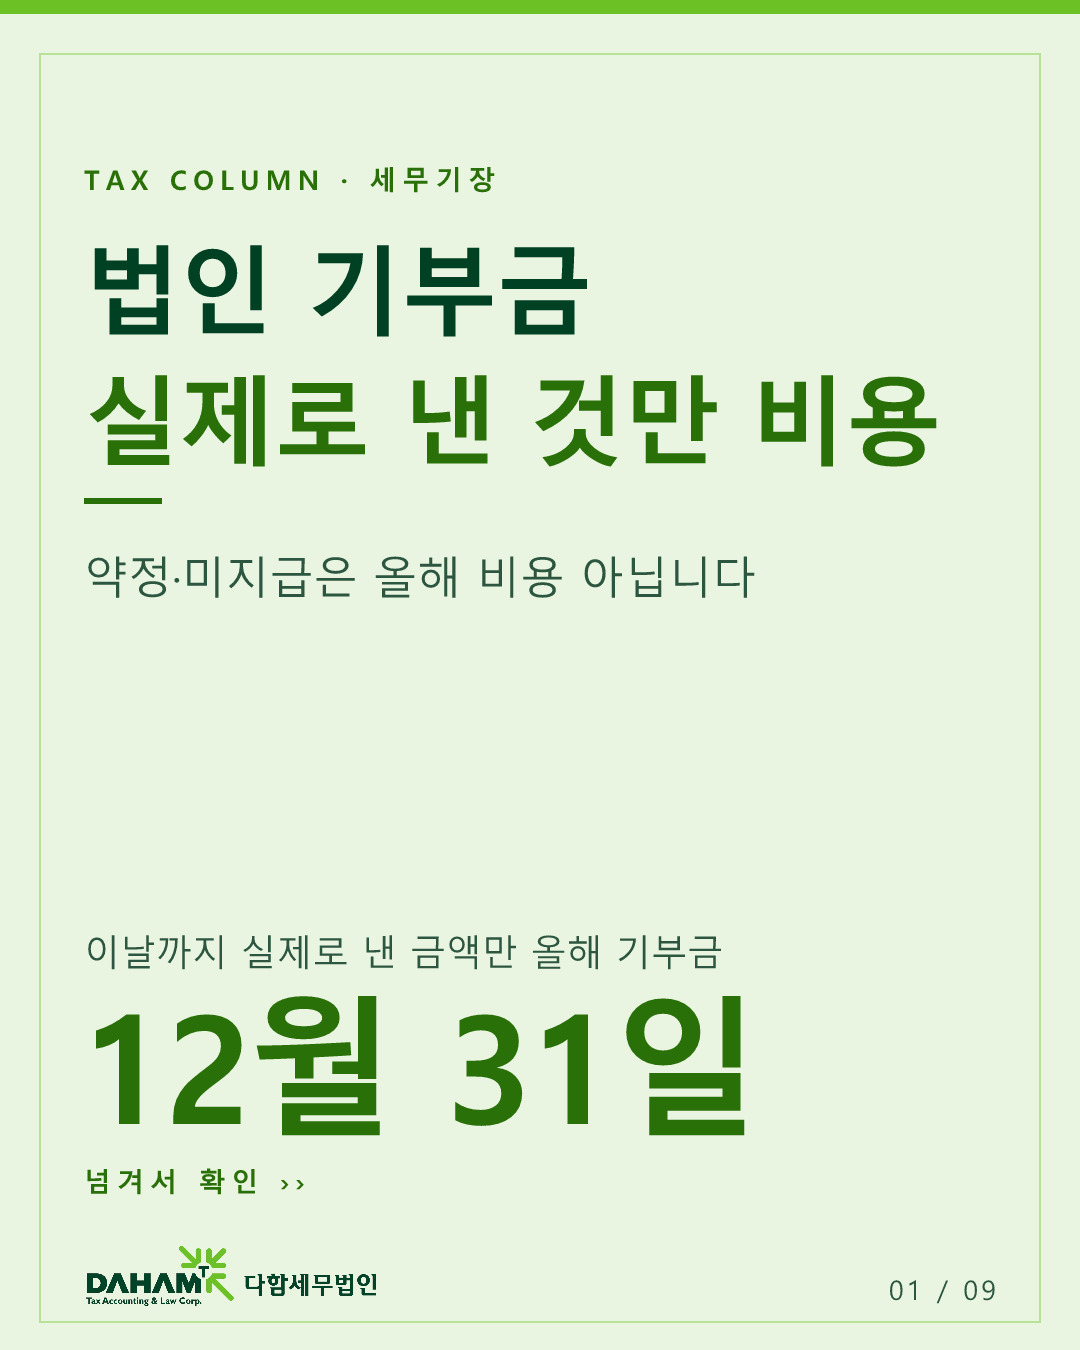 TAX COLUMN · 세무기장
법인 기부금
실제로 낸 것만 비용
약정·미지급은 올해 비용 아닙니다
이날까지 실제로 낸 금액만 올해 기부금
12월 31일
넘겨서 확인 ››
DAHAM T 다함세무법인
Tax Accounting & Law Corp.
01 / 09